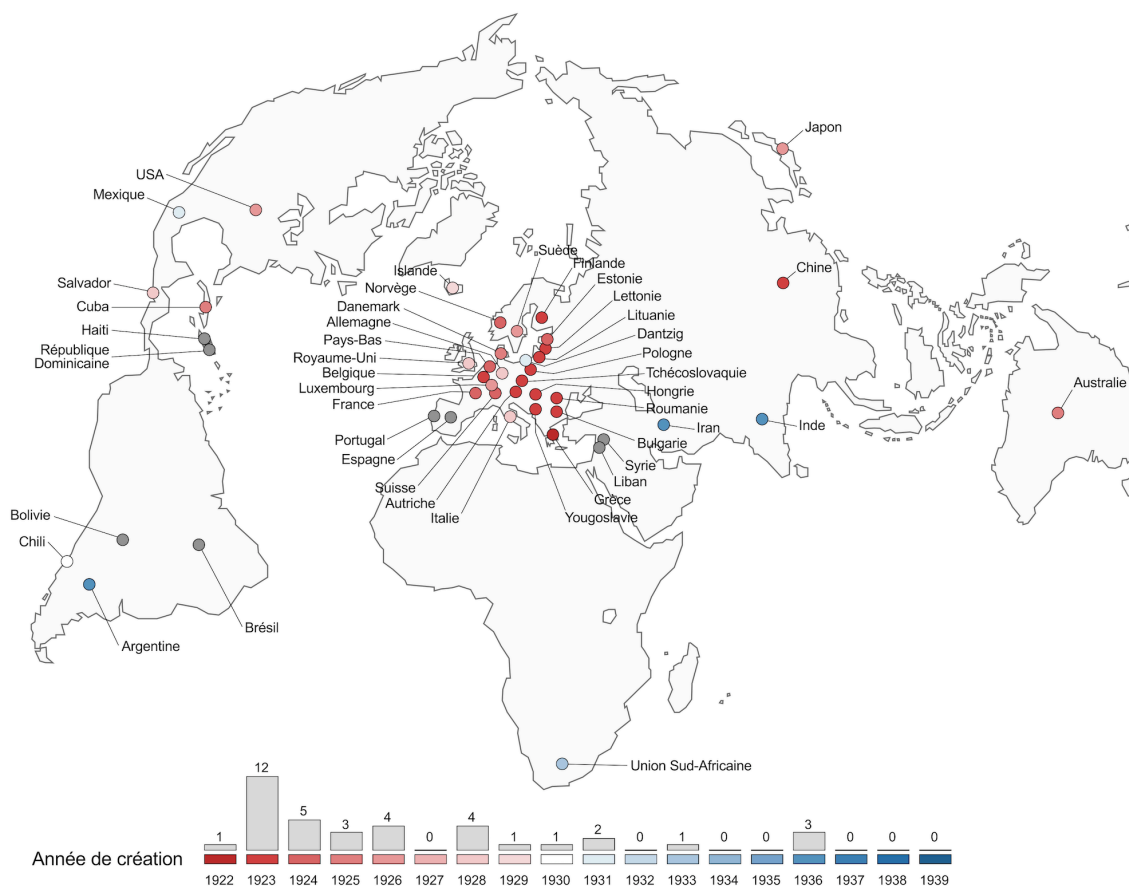 Japon
USA
Mexique
Suède
Islande
Finlande
Chine
Norvège
Estonie
Salvador
Danemark
Lettonie
Cuba
Allemagne
Lituanie
Haiti
Pays-Bas
Dantzig
République
Dominicaine
Royaume-Uni
Pologne
Belgique
Tchécoslovaquie
Luxembourg
Hongrie
Australie
France
Roumanie
Iran
Inde
Portugal
Bulgarie
Espagne
Syrie
Suisse
Liban
Autriche
Grèce
Italie
Yougoslavie
Bolivie
Chili
Brésil
Argentine
Union Sud-Africaine
1 12 5 3 4 0 4 1 1 2 0 1 0 0 3 0 0 0
Année de création
1922 1923 1924 1925 1926 1927 1928 1929 1930 1931 1932 1933 1934 1935 1936 1937 1938 1939